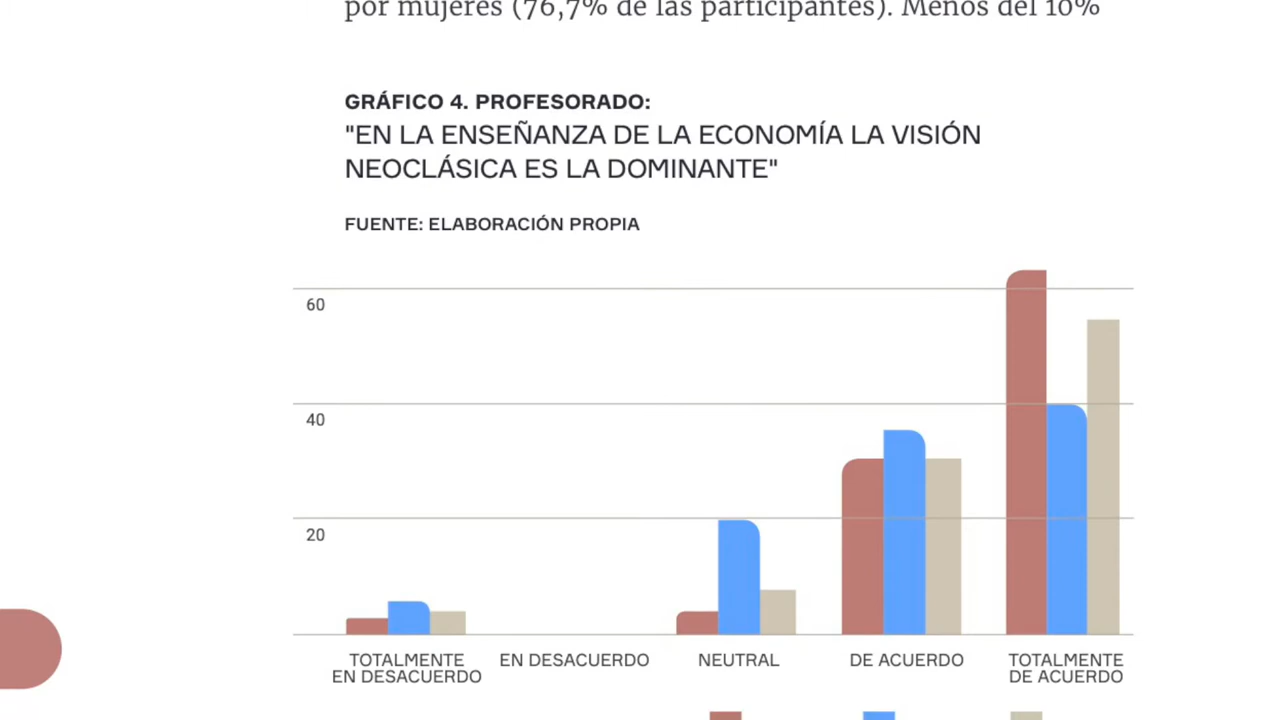 por mujeres (76,7% de las participantes). Menos del 10%
GRÁFICO 4. PROFESORADO:
"EN LA ENSEÑANZA DE LA ECONOMÍA LA VISIÓN
NEOCLÁSICA ES LA DOMINANTE"
FUENTE: ELABORACIÓN PROPIA
60
40
20
TOTALMENTE
EN DESACUERDO
EN DESACUERDO
NEUTRAL
DE ACUERDO
TOTALMENTE
DE ACUERDO